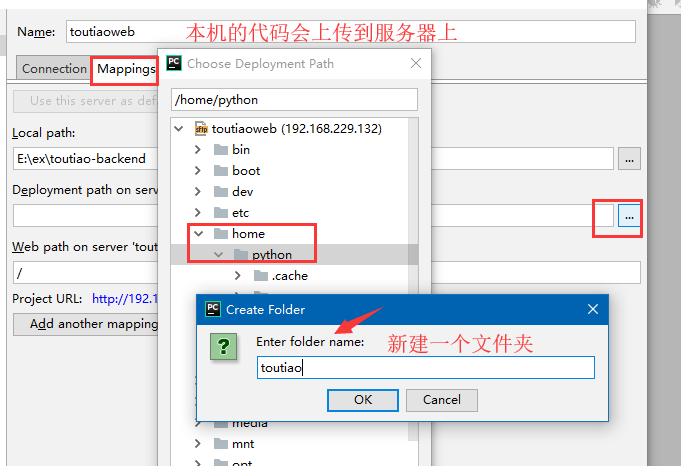 Name:
toutiaoweb
本机的代码会上传到服务器上
Connection
Mappings
Use this server as defa
Choose Deployment Path
/home/python
toutiaoweb (192.168.229.132)
bin
boot
dev
etc
home
python
.cache
Local path:
E:\ex\toutiao-backend
...
Deployment path on serv
...
Web path on server 'tout
/
Project URL: http://192.1
Add another mapping
Create Folder
Enter folder name:
新建一个文件夹
toutiao
OK
Cancel
media
mnt
opt